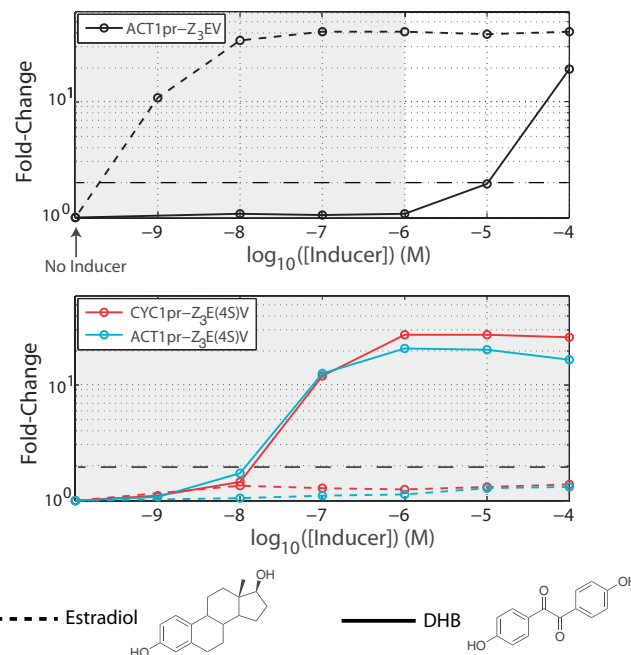 ACT1pr−Z₃EV
Fold-Change
10¹
10⁰
−9 −8 −7 −6 −5 −4
No Inducer
log₁₀([Inducer]) (M)
CYC1pr−Z₃E(4S)V
ACT1pr−Z₃E(4S)V
Fold-Change
10¹
10⁰
−9 −8 −7 −6 −5 −4
log₁₀([Inducer]) (M)
Estradiol
OH
HO
DHB
OH
O
O
HO